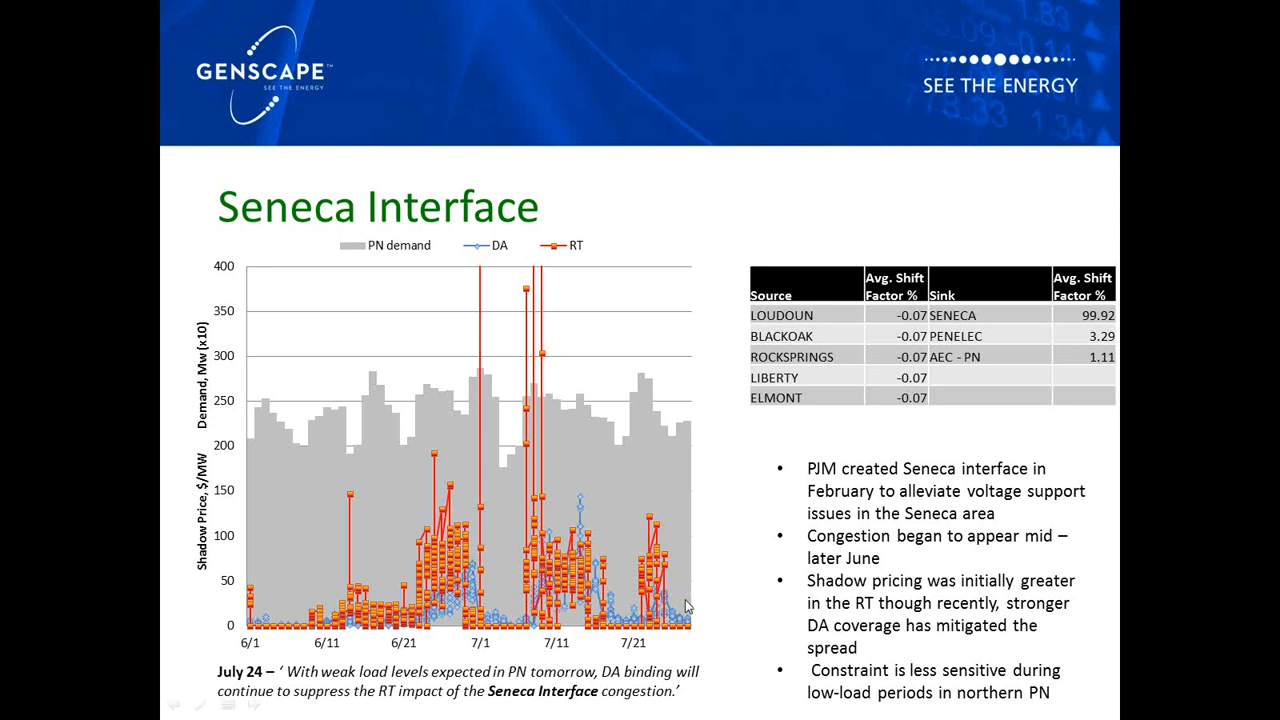 GENSCAPE™
SEE THE ENERGY
SEE THE ENERGY
Seneca Interface
PN demand DA RT
400
350
300
250
200
150
100
50
0
Shadow Price, $/MW Demand, Mw (x10)
6/1 6/11 6/21 7/1 7/11 7/21
July 24 – ‘ With weak load levels expected in PN tomorrow, DA binding will
continue to suppress the RT impact of the Seneca Interface congestion.’
Avg. Shift Avg. Shift
Source Factor % Sink Factor %
LOUDOUN -0.07 SENECA 99.92
BLACKOAK -0.07 PENELEC 3.29
ROCKSPRINGS -0.07 AEC - PN 1.11
LIBERTY -0.07
ELMONT -0.07
• PJM created Seneca interface in
February to alleviate voltage support
issues in the Seneca area
• Congestion began to appear mid –
later June
• Shadow pricing was initially greater
in the RT though recently, stronger
DA coverage has mitigated the
spread
• Constraint is less sensitive during
low-load periods in northern PN